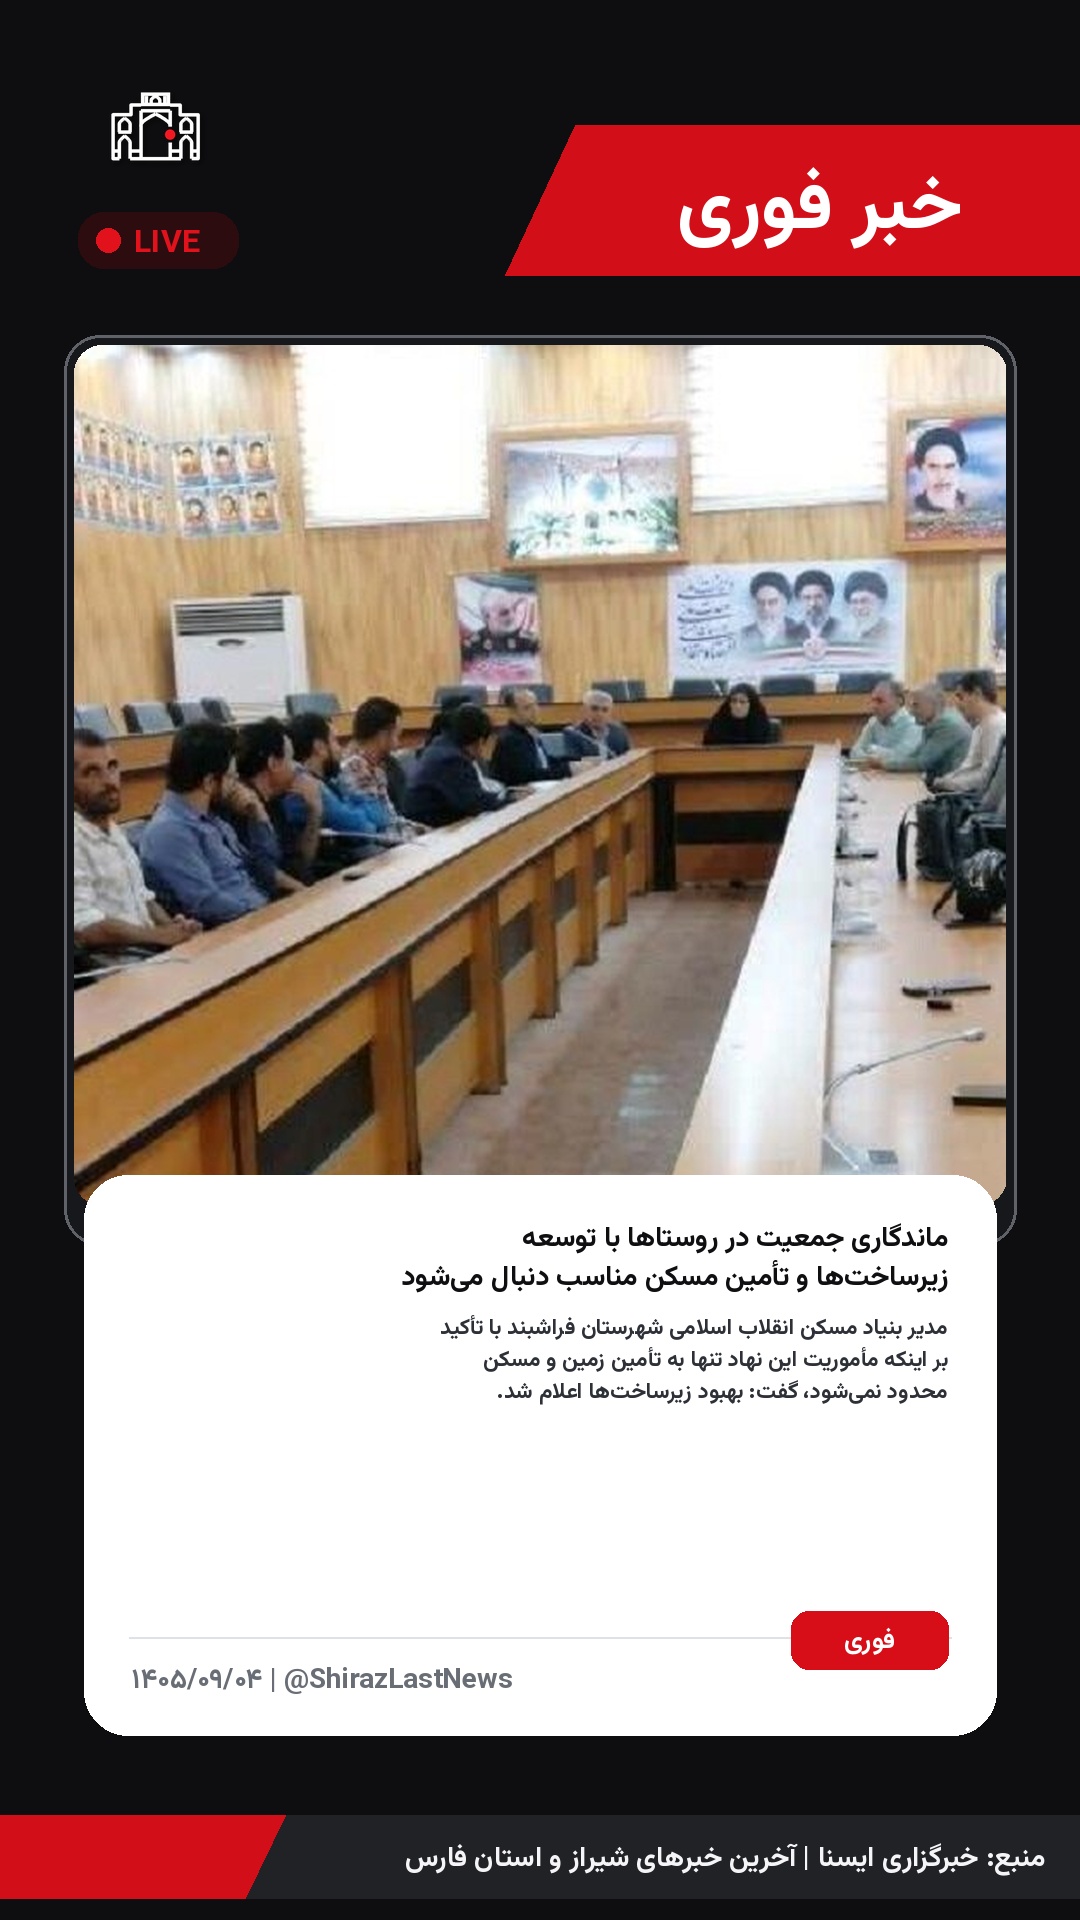 خبر فوری
LIVE
ماندگاری جمعیت در روستاها با توسعه
زیرساخت‌ها و تأمین مسکن مناسب دنبال می‌شود
مدیر بنیاد مسکن انقلاب اسلامی شهرستان فراشبند با تأکید
بر اینکه مأموریت این نهاد تنها به تأمین زمین و مسکن
محدود نمی‌شود، گفت: بهبود زیرساخت‌ها اعلام شد.
فوری
۱۴۰۵/۰۹/۰۴ | @ShirazLastNews
منبع: خبرگزاری ایسنا | آخرین خبرهای شیراز و استان فارس